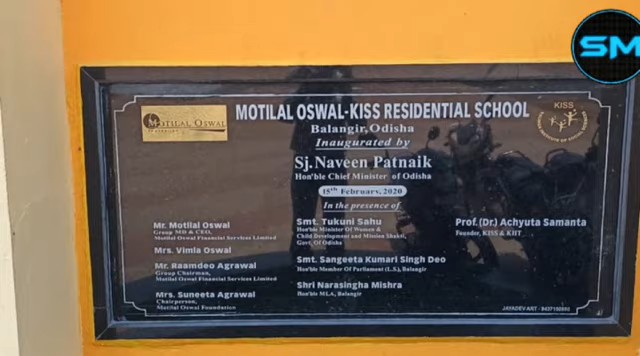 SM
MOTILAL OSWAL
KISS
MOTILAL OSWAL-KISS RESIDENTIAL SCHOOL
Balangir, Odisha
Inaugurated by
Sj.Naveen Patnaik
Hon'ble Chief Minister of Odisha
15th February, 2020
In the presence of
Mr. Motilal Oswal
Group MD & CEO,
Motilal Oswal Financial Services Limited
Mrs. Vimla Oswal
Mr. Raamdeo Agrawal
Group Chairman,
Motilal Oswal Financial Services Limited
Mrs. Suneeta Agrawal
Chairperson,
Motilal Oswal Foundation
Smt. Tukuni Sahu
Hon'ble Minister Of Women &
Child Development and Mission Shakti,
Govt. Of Odisha
Smt. Sangeeta Kumari Singh Deo
Hon'ble Member Of Parliament (L.S.), Balangir
Shri Narasingha Mishra
Hon'ble MLA, Balangir
Prof.(Dr.) Achyuta Samanta
Founder, KISS & KIIT
JAYADEV ART -